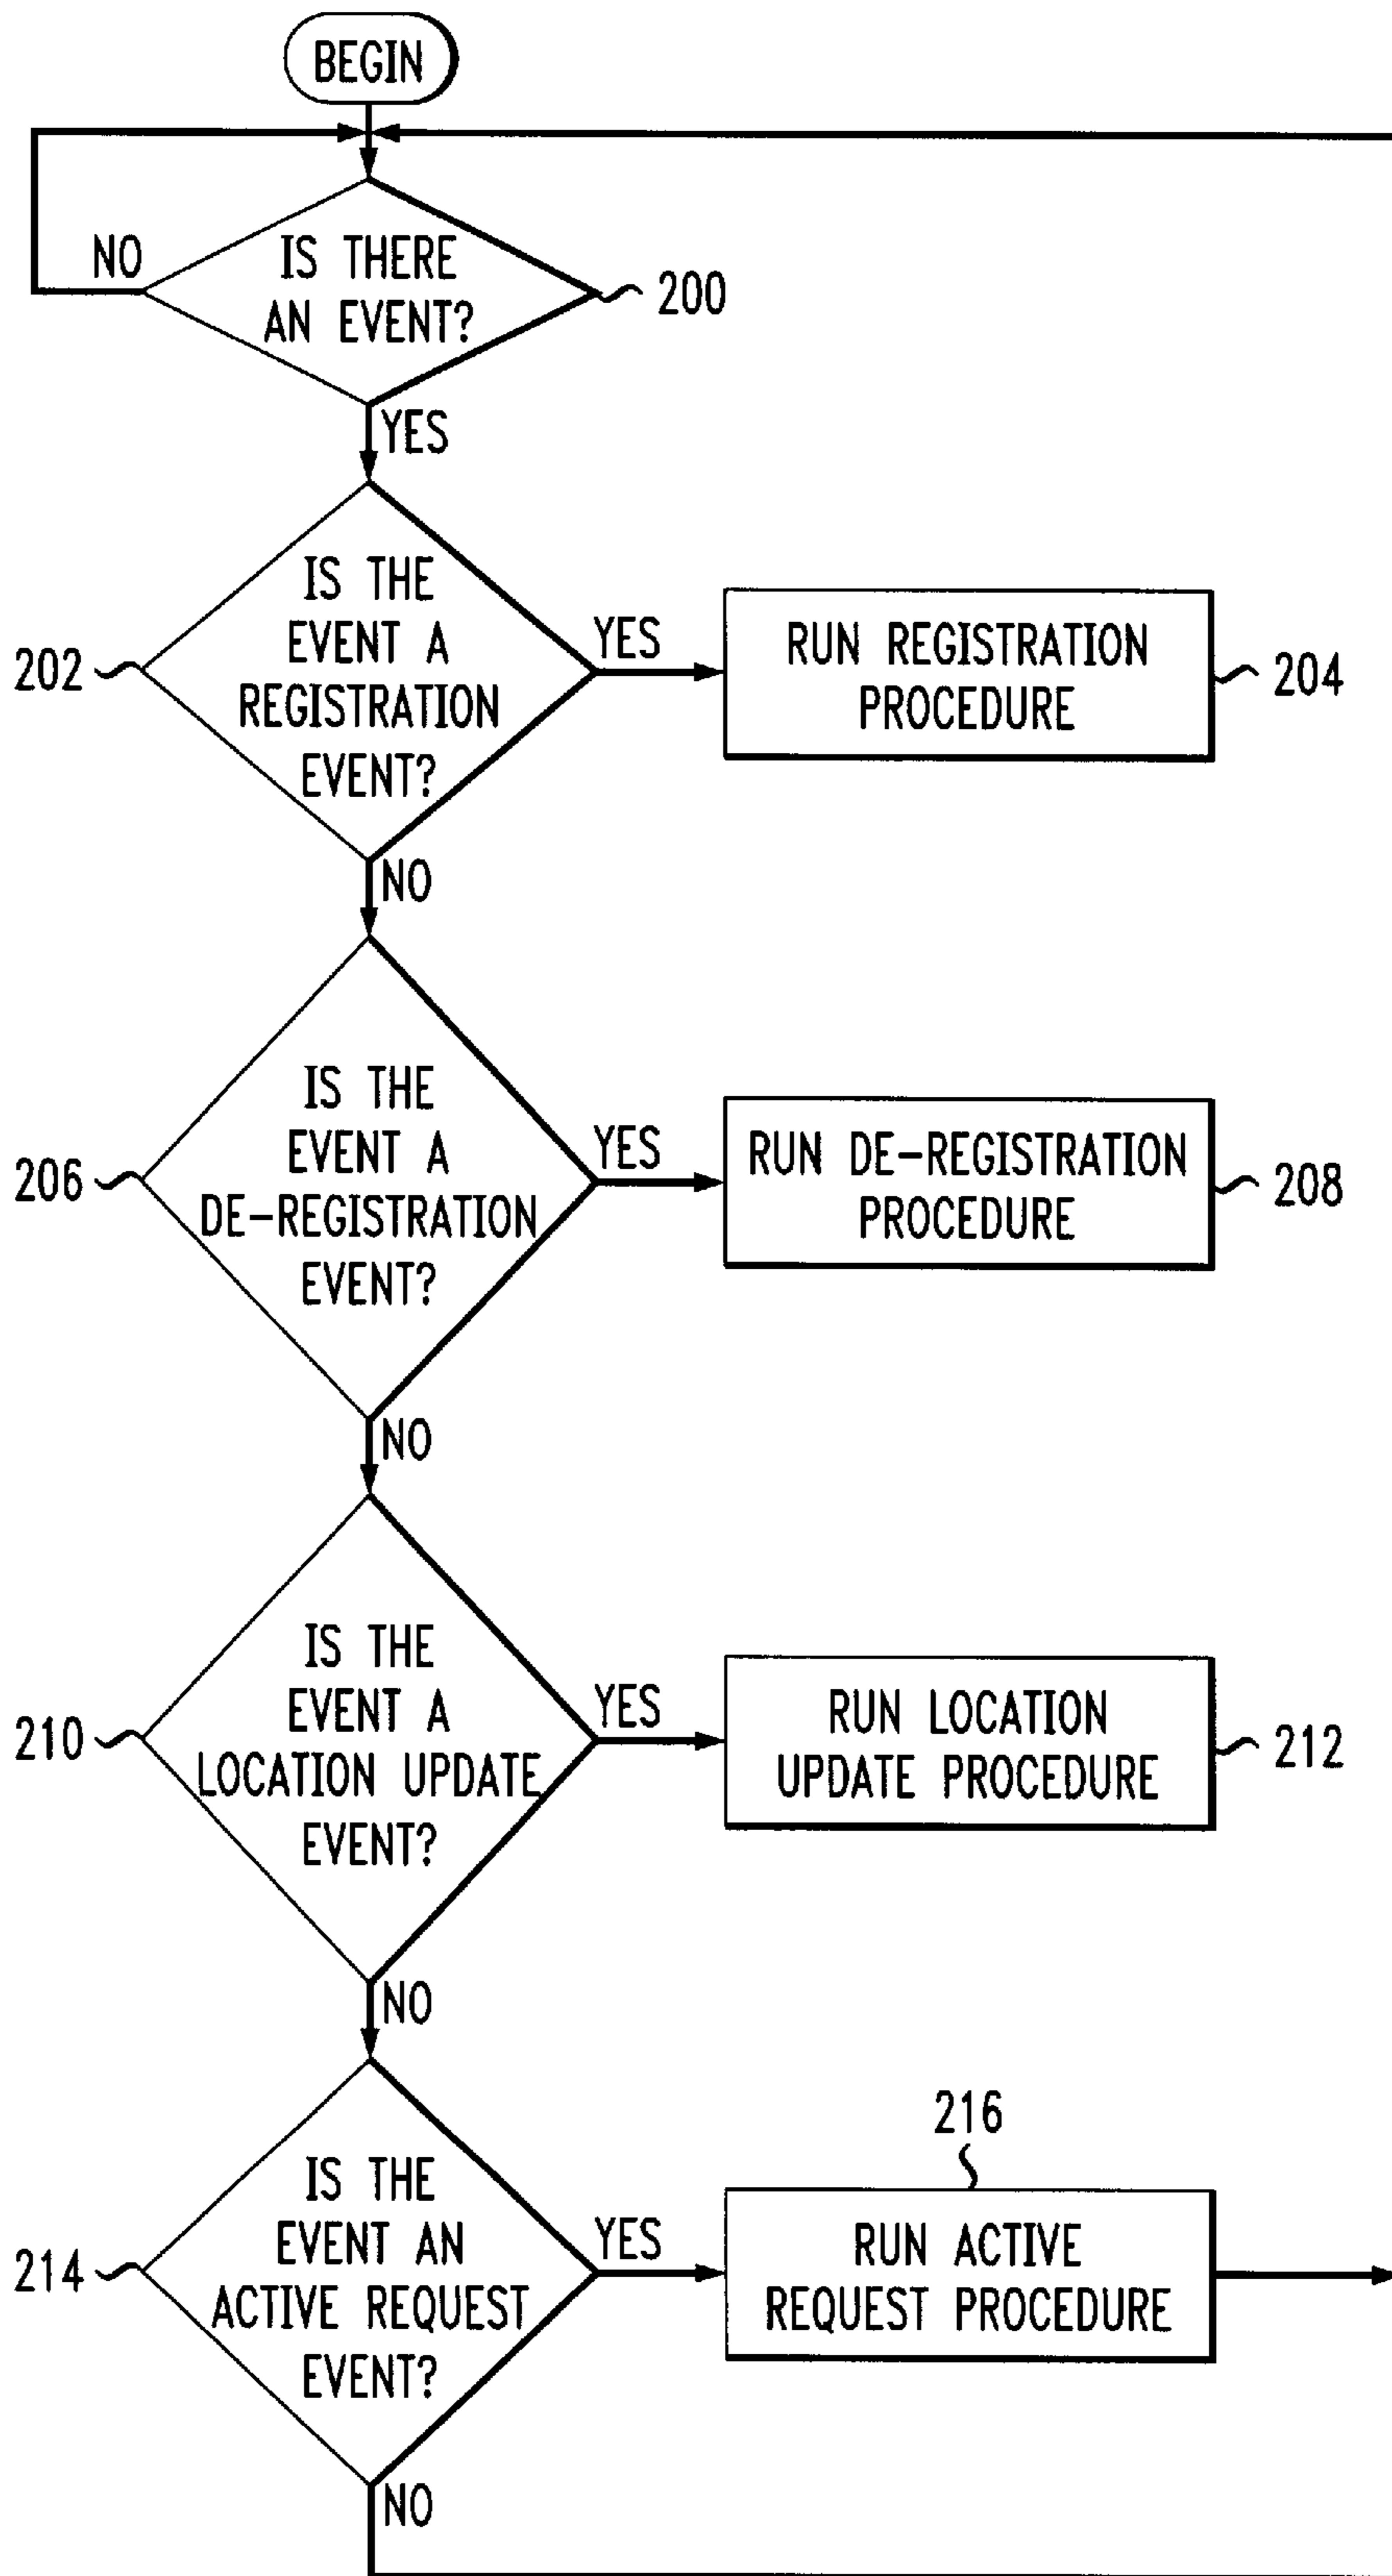 BEGIN
NO
IS THERE
AN EVENT?
200
YES
IS THE
EVENT A
REGISTRATION
EVENT?
202
YES
RUN REGISTRATION
PROCEDURE
204
NO
IS THE
EVENT A
DE-REGISTRATION
EVENT?
206
YES
RUN DE-REGISTRATION
PROCEDURE
208
NO
IS THE
EVENT A
LOCATION UPDATE
EVENT?
210
YES
RUN LOCATION
UPDATE PROCEDURE
212
NO
IS THE
EVENT AN
ACTIVE REQUEST
EVENT?
214
YES
216
RUN ACTIVE
REQUEST PROCEDURE
NO